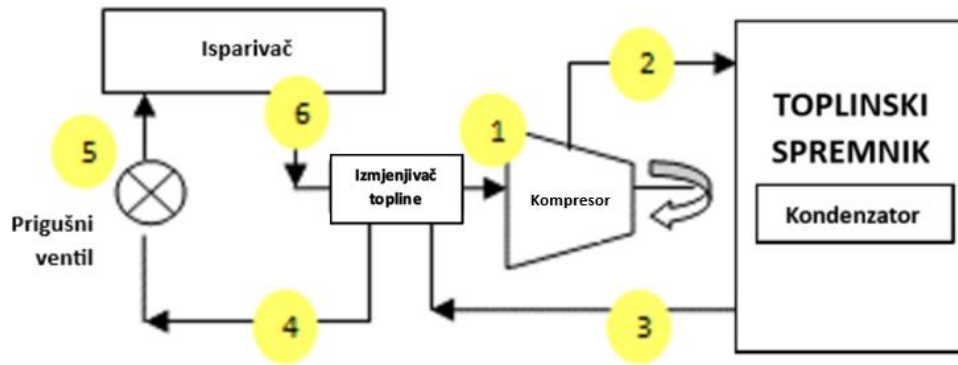 Isparivač
2
TOPLINSKI
SPREMNIK
Kondenzator
6
1
5
Izmjenjivač
topline
Kompresor
Prigušni
ventil
4
3